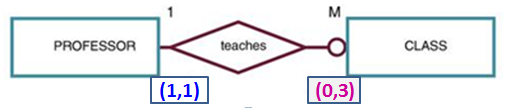 1 M
PROFESSOR teaches CLASS
(1,1) (0,3)